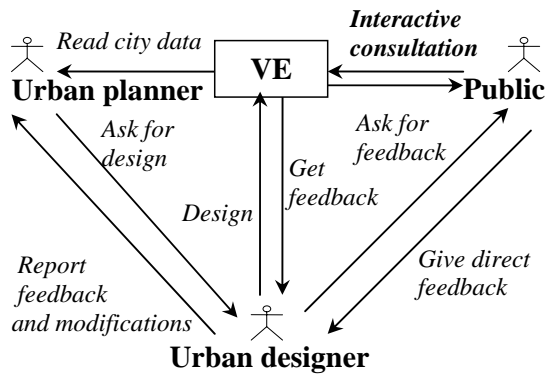 Interactive
consultation
Read city data
VE
Urban planner
Public
Ask for
design
Ask for
feedback
Get
feedback
Design
Give direct
feedback
Report
feedback
and modifications
Urban designer